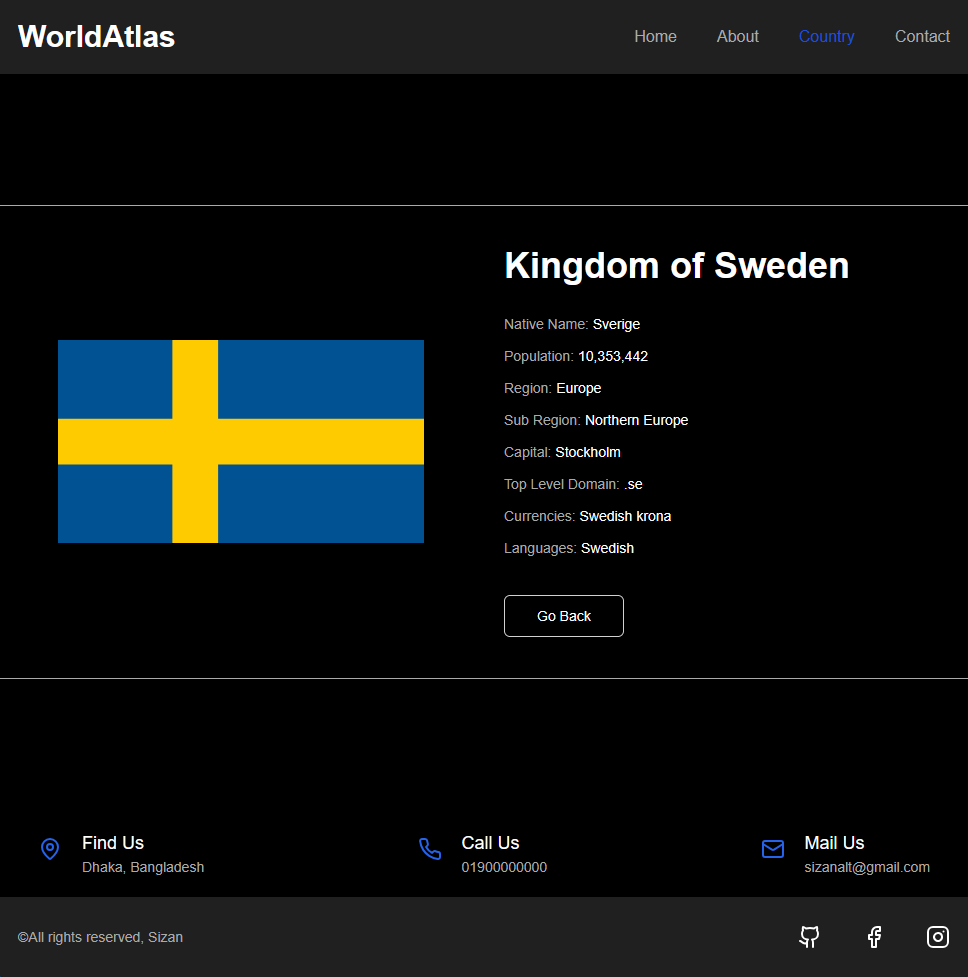 WorldAtlas
Home About Country Contact
Kingdom of Sweden
Native Name: Sverige
Population: 10,353,442
Region: Europe
Sub Region: Northern Europe
Capital: Stockholm
Top Level Domain: .se
Currencies: Swedish krona
Languages: Swedish
Go Back
Find Us
Dhaka, Bangladesh
Call Us
01900000000
Mail Us
sizanalt@gmail.com
©All rights reserved, Sizan